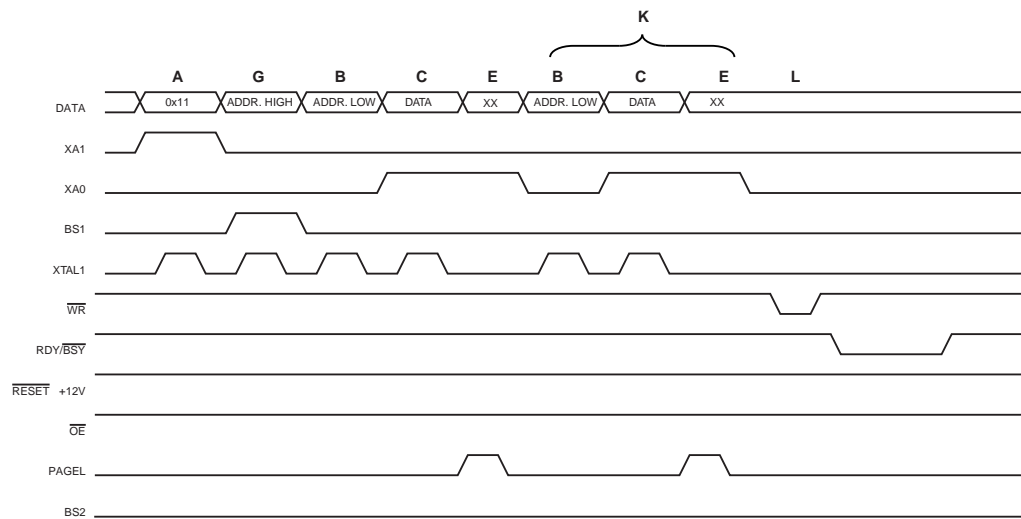 K
A G B C E B C E L
DATA 0x11 ADDR. HIGH ADDR. LOW DATA XX ADDR. LOW DATA XX
XA1
XA0
BS1
XTAL1
WR
RDY/BSY
RESET +12V
OE
PAGEL
BS2